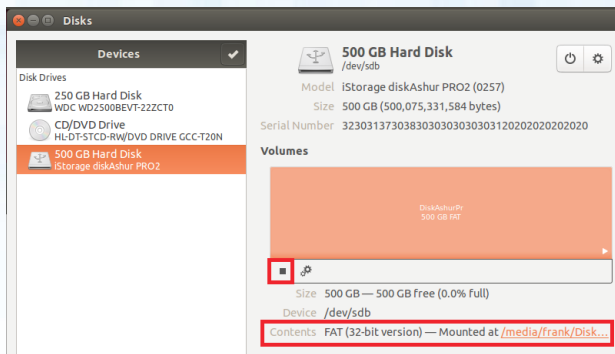 Disks
Devices
Disk Drives
250 GB Hard Disk
WDC WD2500BEVT-22ZCT0
CD/DVD Drive
HL-DT-STCD-RW/DVD DRIVE GCC-T20N
500 GB Hard Disk
iStorage diskAshur PRO2
500 GB Hard Disk
/dev/sdb
Model iStorage diskAshur PRO2 (0257)
Size 500 GB (500,075,331,584 bytes)
Serial Number 3230313730383030303030303120202020202020
Volumes
DiskAshurPr
500 GB FAT
Size 500 GB — 500 GB free (0.0% full)
Device /dev/sdb
Contents FAT (32-bit version) — Mounted at /media/frank/Disk...